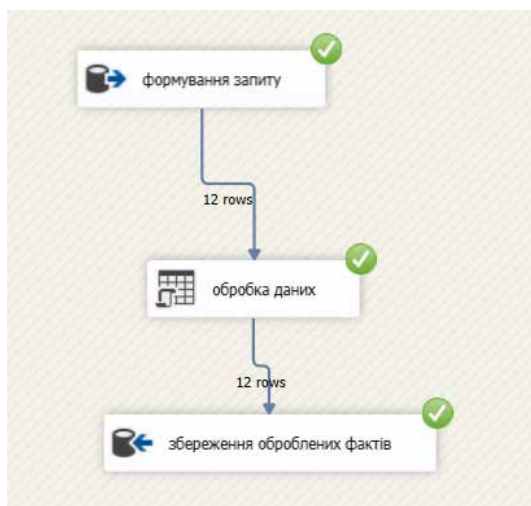 формування запиту
12 rows
обробка даних
12 rows
збереження оброблених фактів